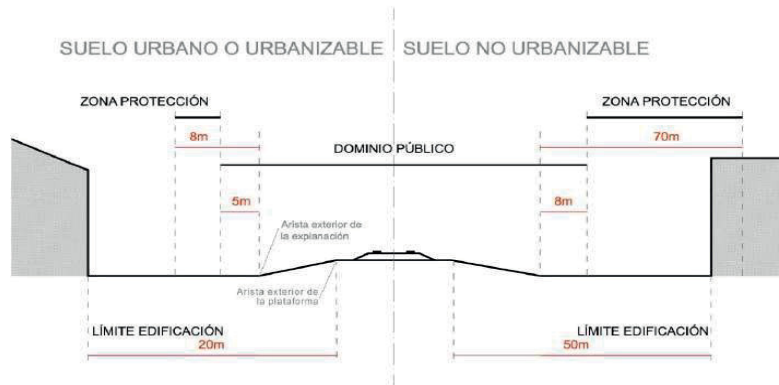 SUELO URBANO O URBANIZABLE
SUELO NO URBANIZABLE
ZONA PROTECCIÓN
ZONA PROTECCIÓN
8m
70m
DOMINIO PÚBLICO
5m
8m
Arista exterior de
la explanación
Arista exterior de
la plataforma
LÍMITE EDIFICACIÓN
LÍMITE EDIFICACIÓN
20m
50m